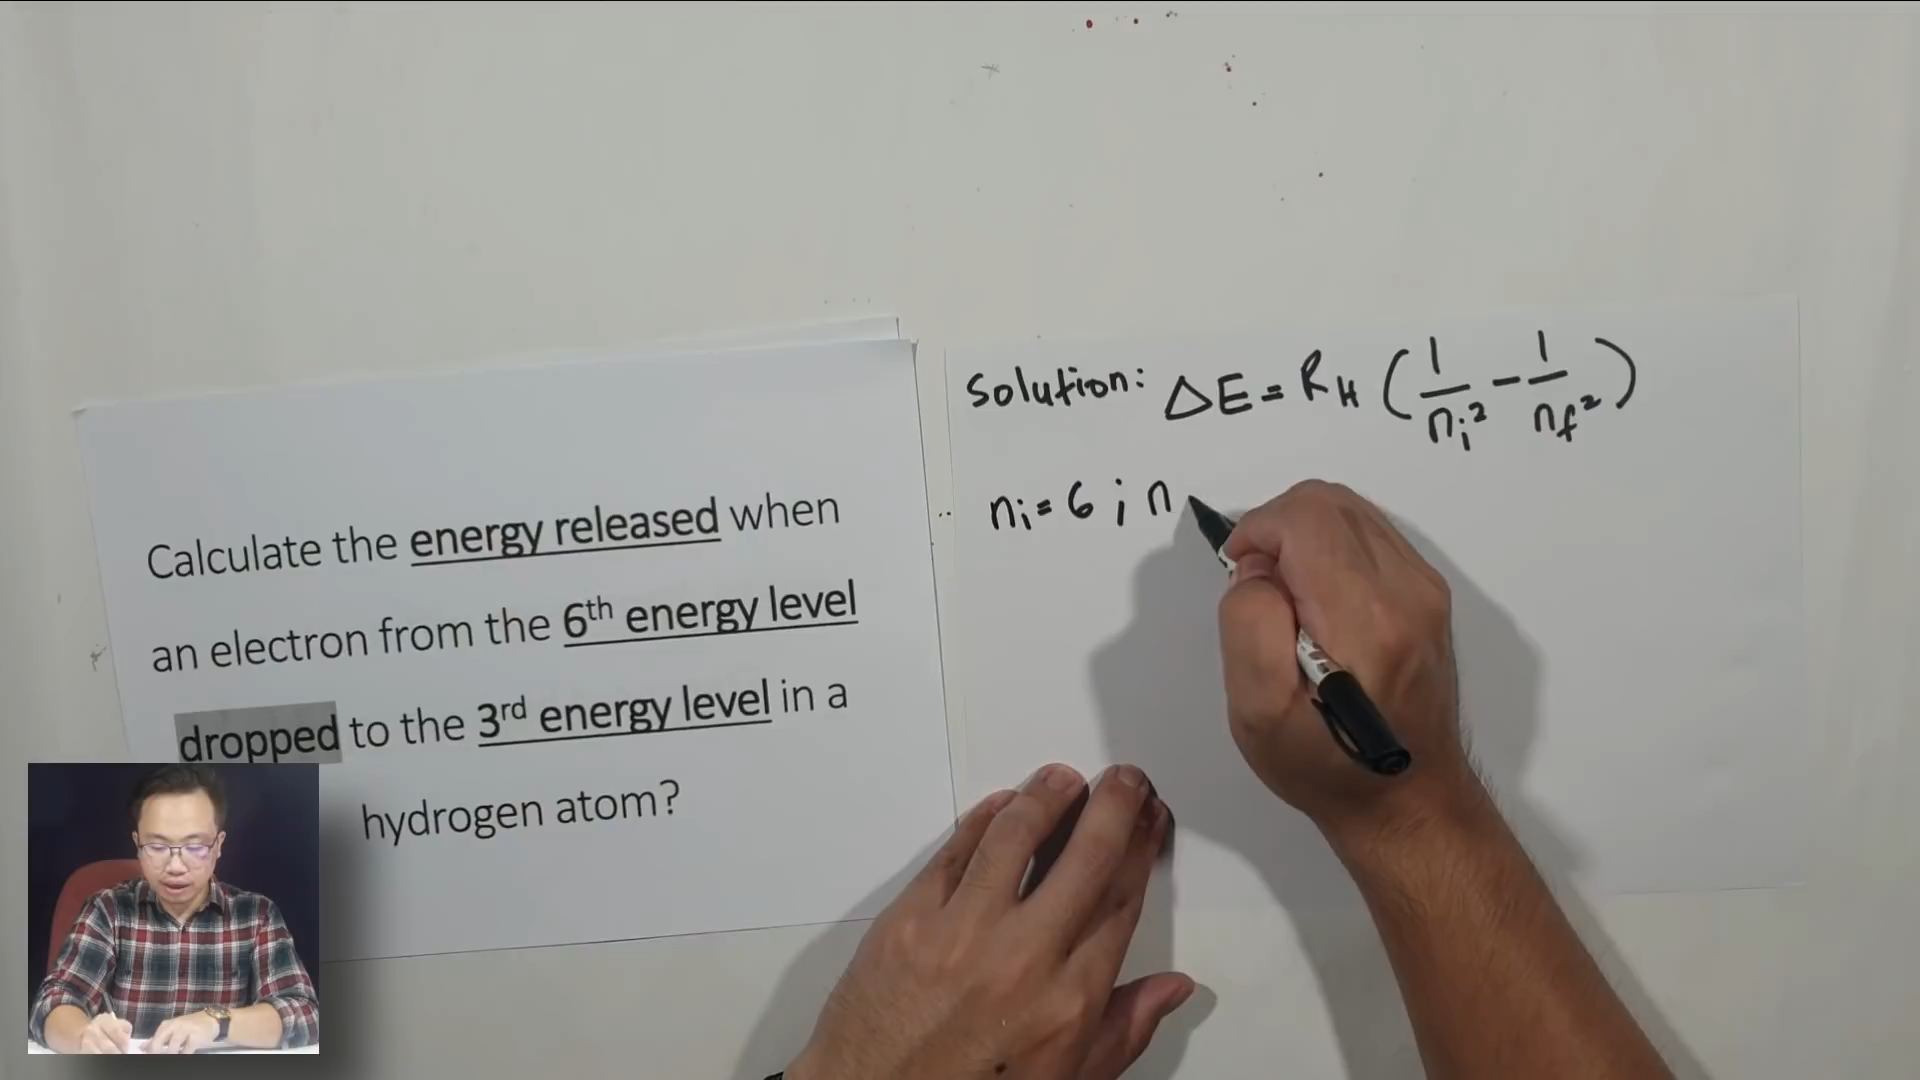 Calculate the energy released when
an electron from the 6th energy level
dropped to the 3rd energy level in a
hydrogen atom?
Solution: ΔE = RH (1/ni² - 1/nf²)
ni = 6 ; n